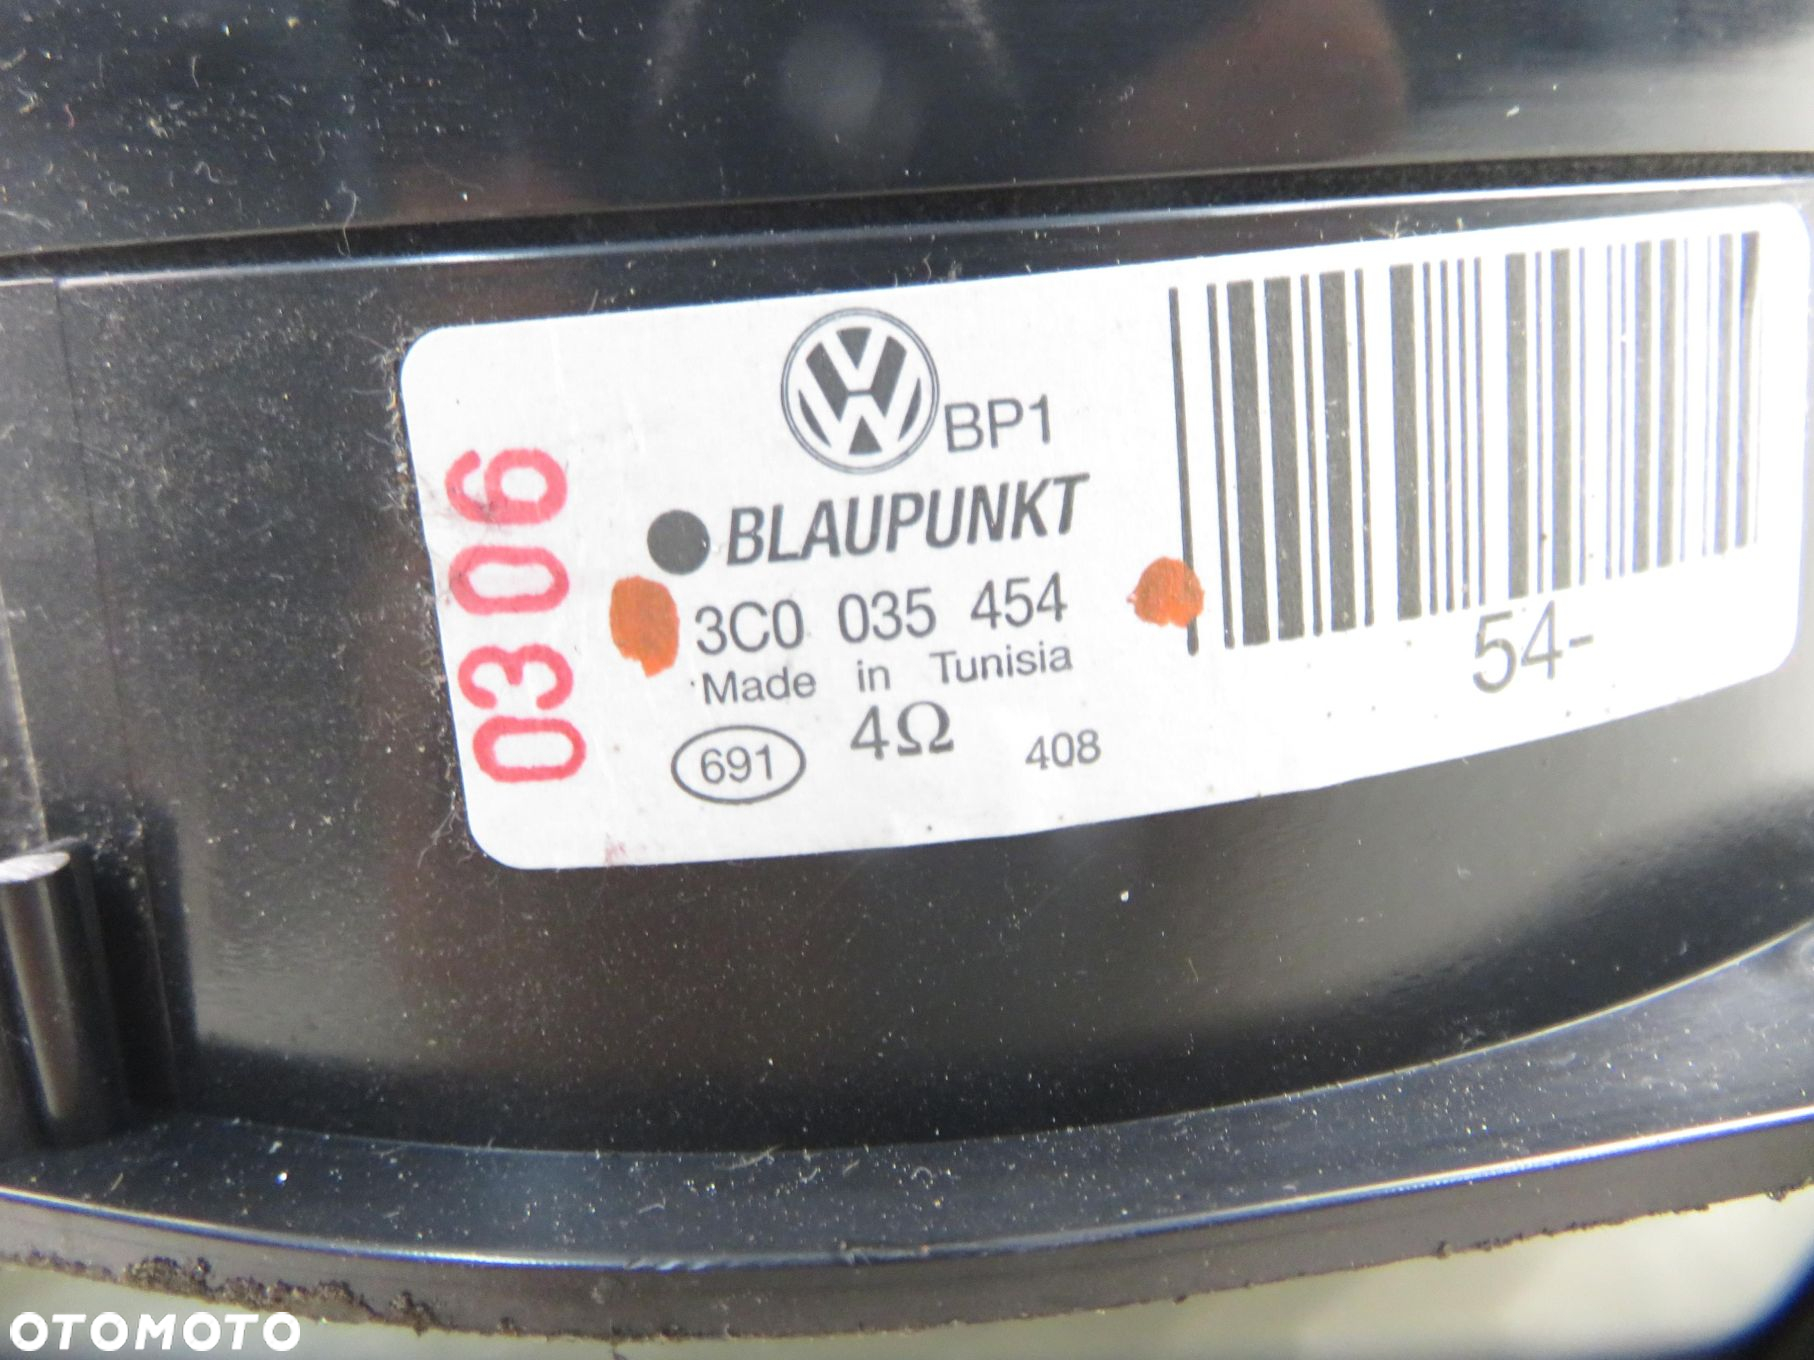 0306
BP1
BLAUPUNKT
3C0 035 454
Made in Tunisia
691 4Ω 408
54-
OTOMOTO